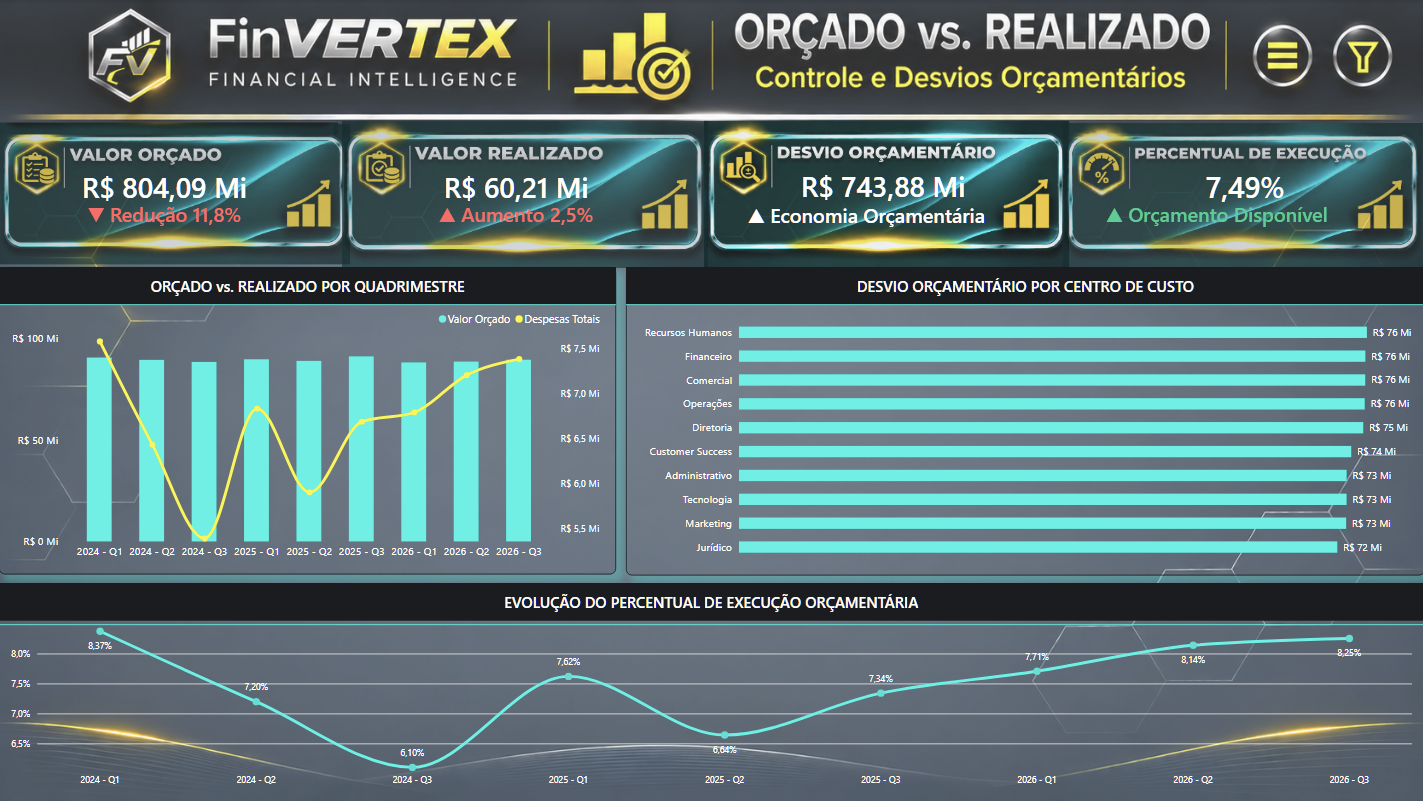 FV
FinVERTEX
FINANCIAL INTELLIGENCE
ORÇADO vs. REALIZADO
Controle e Desvios Orçamentários
VALOR ORÇADO
R$ 804,09 Mi
▼ Redução 11,8%
VALOR REALIZADO
R$ 60,21 Mi
▲ Aumento 2,5%
DESVIO ORÇAMENTÁRIO
R$ 743,88 Mi
▲ Economia Orçamentária
%
PERCENTUAL DE EXECUÇÃO
7,49%
▲ Orçamento Disponível
ORÇADO vs. REALIZADO POR QUADRIMESTRE
Valor Orçado Despesas Totais
R$ 100 Mi
R$ 50 Mi
R$ 0 Mi
R$ 7,5 Mi
R$ 7,0 Mi
R$ 6,5 Mi
R$ 6,0 Mi
R$ 5,5 Mi
2024 - Q1 2024 - Q2 2024 - Q3 2025 - Q1 2025 - Q2 2025 - Q3 2026 - Q1 2026 - Q2 2026 - Q3
DESVIO ORÇAMENTÁRIO POR CENTRO DE CUSTO
Recursos Humanos R$ 76 Mi
Financeiro R$ 76 Mi
Comercial R$ 76 Mi
Operações R$ 76 Mi
Diretoria R$ 75 Mi
Customer Success R$ 74 Mi
Administrativo R$ 73 Mi
Tecnologia R$ 73 Mi
Marketing R$ 73 Mi
Jurídico R$ 72 Mi
EVOLUÇÃO DO PERCENTUAL DE EXECUÇÃO ORÇAMENTÁRIA
8,0%
7,5%
7,0%
6,5%
8,37% 7,20% 6,10% 7,62% 6,64% 7,34% 7,71% 8,14% 8,25%
2024 - Q1 2024 - Q2 2024 - Q3 2025 - Q1 2025 - Q2 2025 - Q3 2026 - Q1 2026 - Q2 2026 - Q3